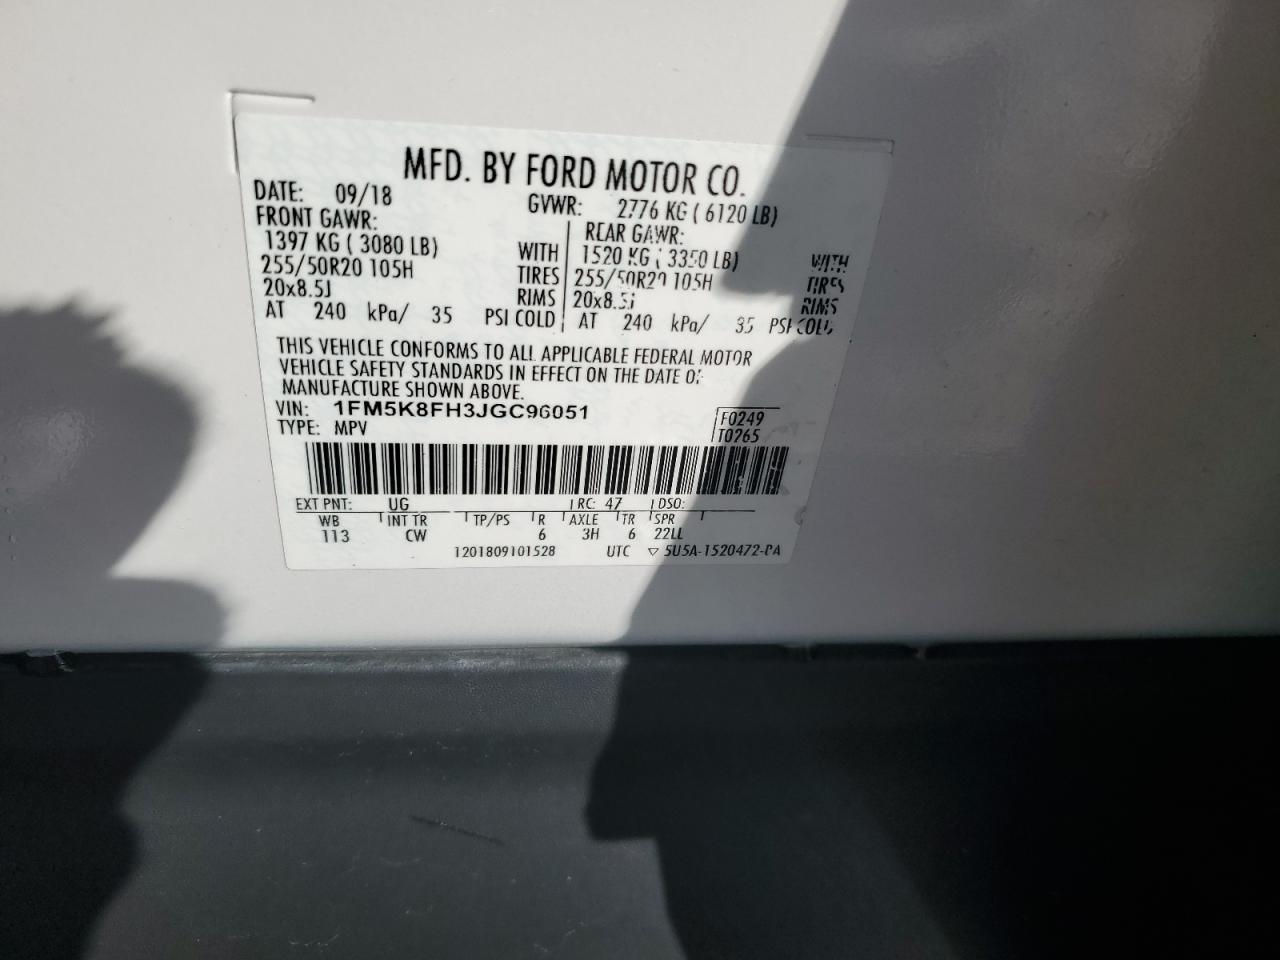 MFD. BY FORD MOTOR CO.
DATE: 09/18 GVWR: 2776 KG ( 6120 LB)
FRONT GAWR: REAR GAWR:
1397 KG ( 3080 LB) WITH 1520 KG ( 3350 LB) WITH
255/50R20 105H TIRES 255/50R20 105H TIRES
20x8.5J RIMS 20x8.5J RIMS
AT 240 kPa/ 35 PSI COLD AT 240 kPa/ 35 PSI COLD
THIS VEHICLE CONFORMS TO ALL APPLICABLE FEDERAL MOTOR
VEHICLE SAFETY STANDARDS IN EFFECT ON THE DATE OF
MANUFACTURE SHOWN ABOVE.
VIN: 1FM5K8FH3JGC96051 F0249
TYPE: MPV T0265
EXT PNT: UG RC: 47 DSO:
WB INT TR TP/PS R AXLE TR SPR
113 CW 6 3H 6 22LL
1201809101528 UTC ▽ 5U5A-1520472-DA